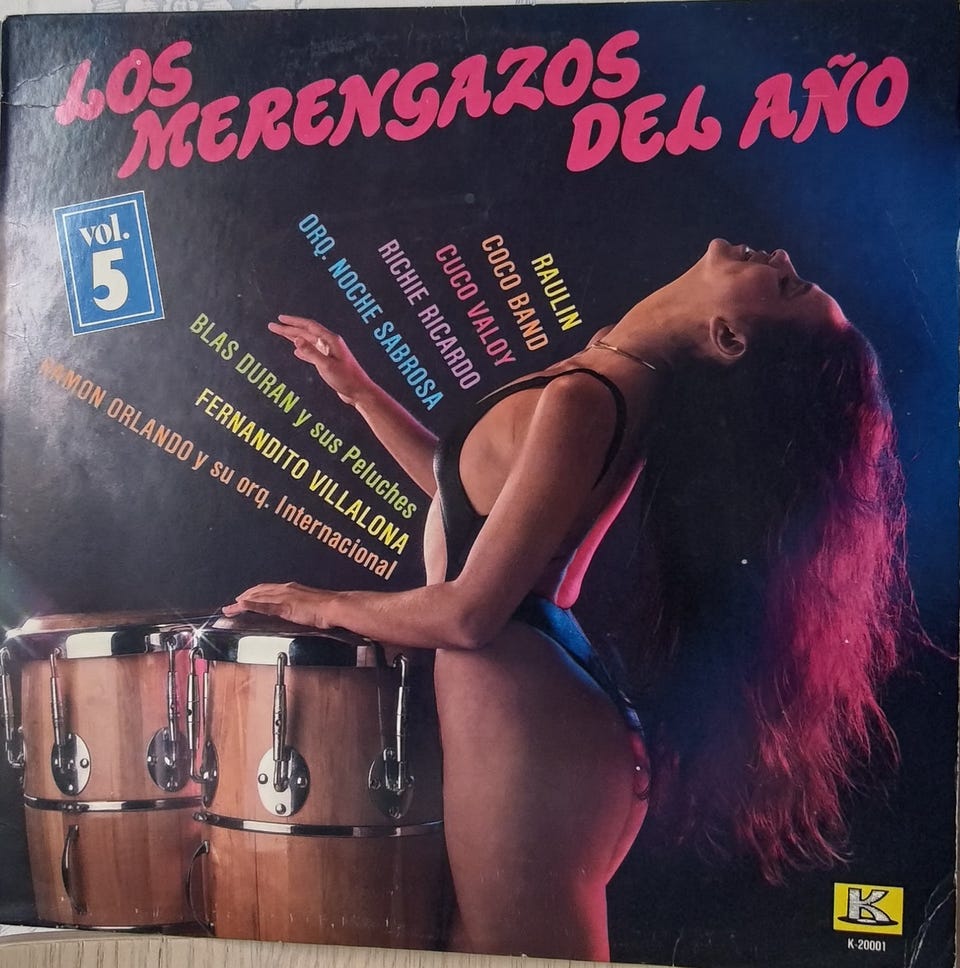 LOS
MERENGAZOS
DEL AÑO
vol.
5
RAULIN
COCO BAND
CUCO VALOY
RICHIE RICARDO
ORQ. NOCHE SABROSA
BLAS DURAN y sus Peluches
FERNANDITO VILLALONA
RAMON ORLANDO y su orq. Internacional
K
K-20001